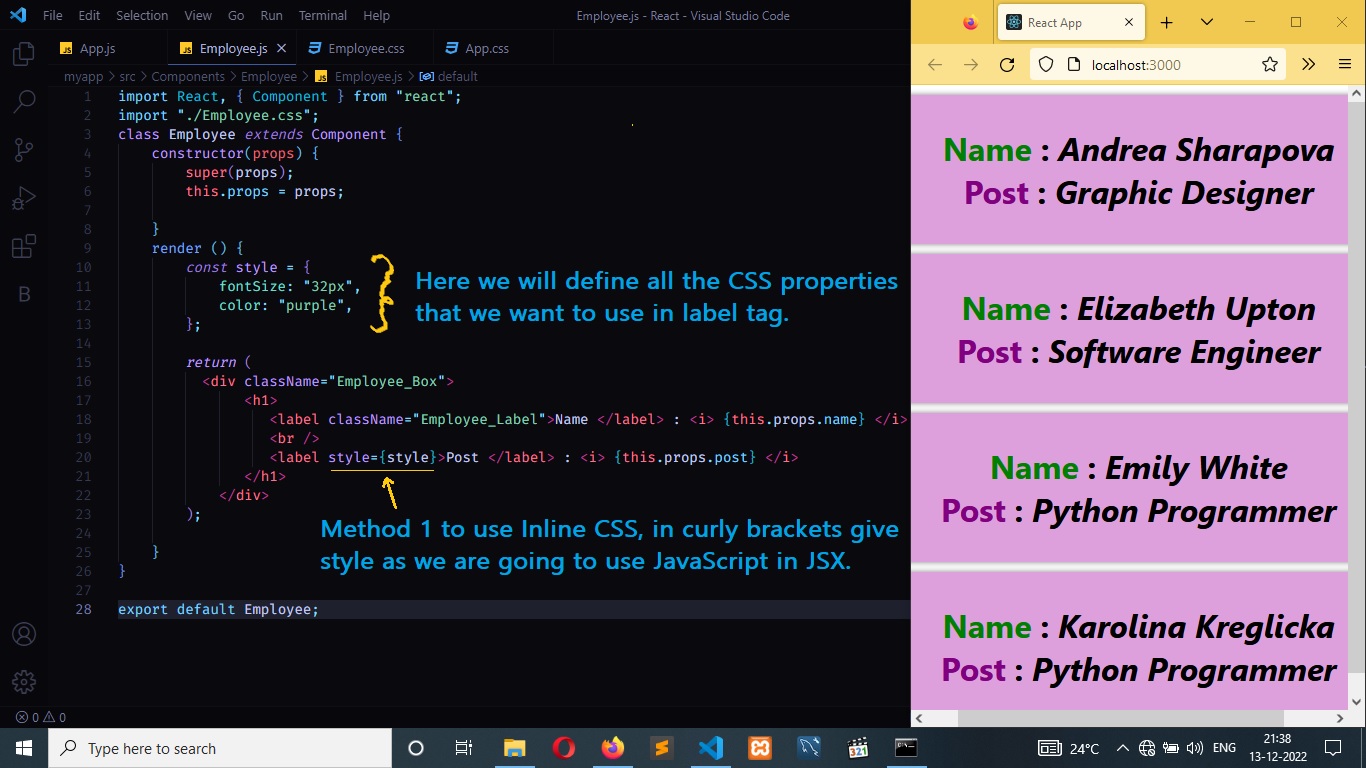 File Edit Selection View Go Run Terminal Help Employee.js - React - Visual Studio Code
JS App.js JS Employee.js Employee.css App.css
myapp > src > Components > Employee > JS Employee.js > default
1 import React, { Component } from "react";
2 import "./Employee.css";
3 class Employee extends Component {
4 constructor(props) {
5 super(props);
6 this.props = props;
7
8 }
9 render () {
10 const style = {
11 fontSize: "32px",
12 color: "purple",
13 };
14
15 return (
16 <div className="Employee_Box">
17 <h1>
18 <label className="Employee_Label">Name </label> : <i> {this.props.name} </i>
19 <br />
20 <label style={style}>Post </label> : <i> {this.props.post} </i>
21 </h1>
22 </div>
23 );
24
25 }
26 }
27
28 export default Employee;
Here we will define all the CSS properties
that we want to use in label tag.
Method 1 to use Inline CSS, in curly brackets give
style as we are going to use JavaScript in JSX.
B
0 0
React App
localhost:3000
Name : Andrea Sharapova
Post : Graphic Designer
Name : Elizabeth Upton
Post : Software Engineer
Name : Emily White
Post : Python Programmer
Name : Karolina Kreglicka
Post : Python Programmer
Type here to search
321
24°C
ENG
21:38
13-12-2022